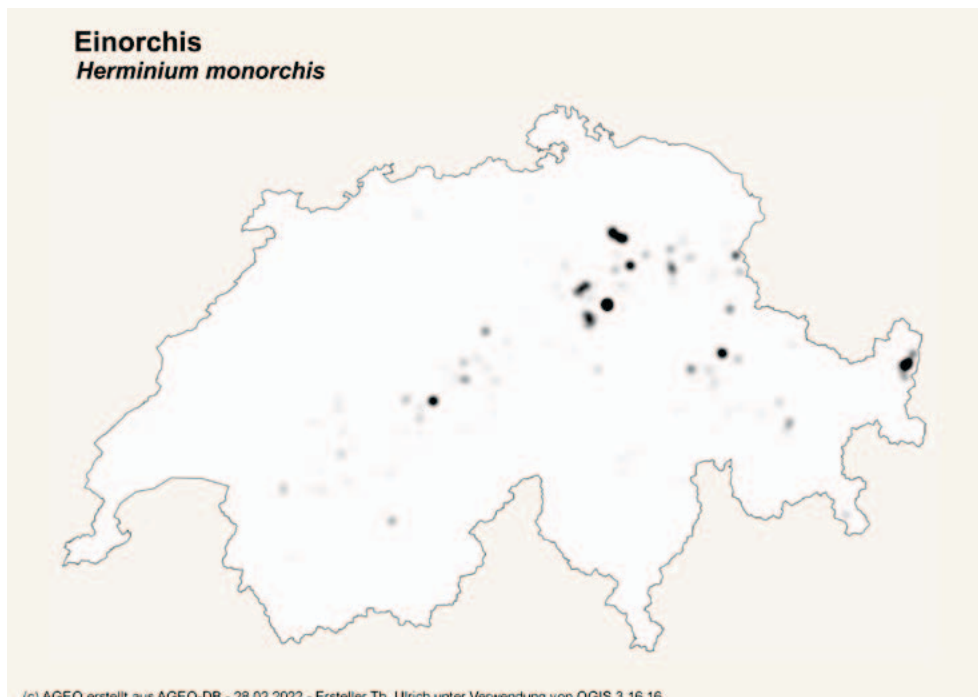 Einorchis
Herminium monorchis
(c) AGEO erstellt aus AGEO-DB - 28.02.2022 - Ersteller Th. Ulrich unter Verwendung von QGIS 3.16.16